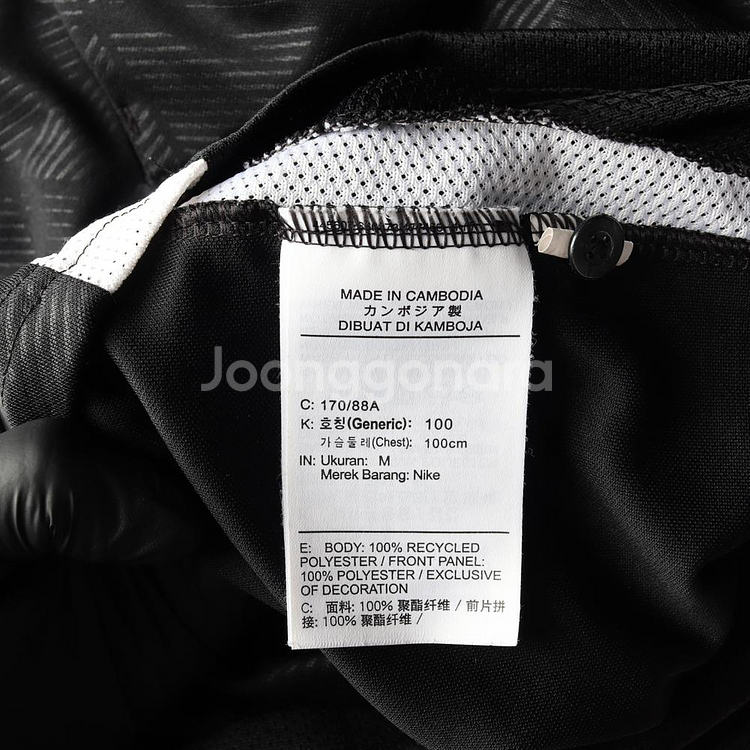 MADE IN CAMBODIA
カンボジア製
DIBUAT DI KAMBOJA
Joonggonara
C: 170/88A
K: 호칭(Generic): 100
가슴둘레(Chest): 100cm
IN: Ukuran: M
Merek Barang: Nike
E: BODY: 100% RECYCLED
POLYESTER / FRONT PANEL:
100% POLYESTER / EXCLUSIVE
OF DECORATION
C: 面料: 100% 聚酯纤维 / 前片拼
接: 100% 聚酯纤维 /